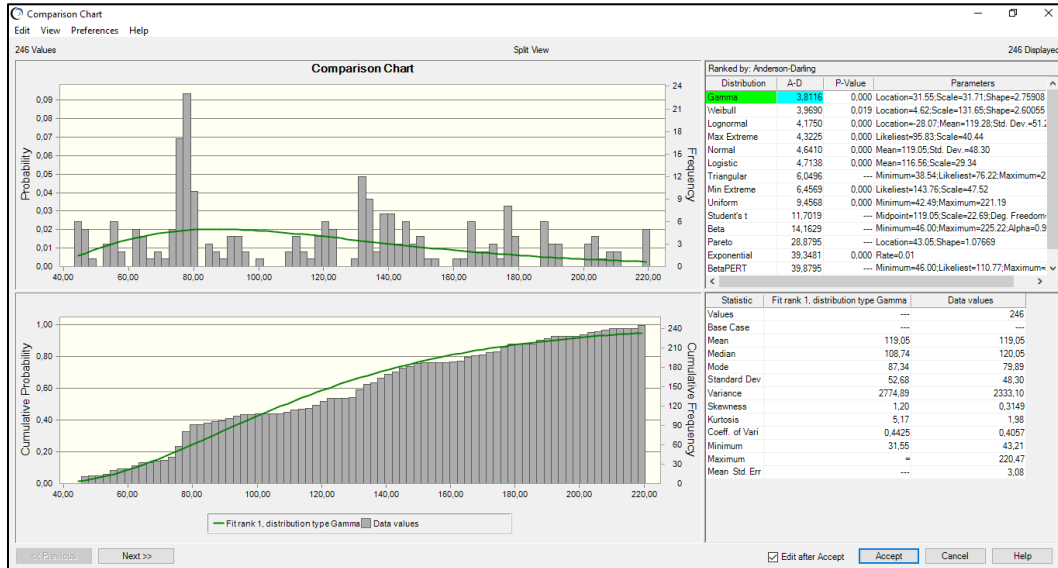 Comparison Chart
Edit View Preferences Help
246 Values Split View 246 Displayed
Comparison Chart
Probability
0,09
0,08
0,07
0,06
0,05
0,04
0,03
0,02
0,01
0,00
24
21
18
15
12
9
6
3
0
Frequency
40,00 60,00 80,00 100,00 120,00 140,00 160,00 180,00 200,00 220,00
Cumulative Probability
1,00
0,80
0,60
0,40
0,20
0,00
240
210
180
150
120
90
60
30
0
Cumulative Frequency
40,00 60,00 80,00 100,00 120,00 140,00 160,00 180,00 200,00 220,00
Fit rank 1, distribution type Gamma Data values
Ranked by: Anderson-Darling
Distribution A-D P-Value Parameters
Gamma 3,8116 0,000 Location=31.55;Scale=31.71;Shape=2.75908
Weibull 3,9690 0,019 Location=4.62;Scale=131.65;Shape=2.60055
Lognormal 4,1750 0,000 Location=-28.07;Mean=119.28;Std. Dev.=51.2
Max Extreme 4,3225 0,000 Likeliest=95.83;Scale=40.44
Normal 4,6410 0,000 Mean=119.05;Std. Dev.=48.30
Logistic 4,7138 0,000 Mean=116.56;Scale=29.34
Triangular 6,0496 --- Minimum=38.54;Likeliest=76.22;Maximum=2
Min Extreme 6,4569 0,000 Likeliest=143.76;Scale=47.52
Uniform 9,4568 0,000 Minimum=42.49;Maximum=221.19
Student's t 11,7019 --- Midpoint=119.05;Scale=22.69;Deg. Freedom=
Beta 14,1629 --- Minimum=46.00;Maximum=225.22;Alpha=0.9
Pareto 28,8795 --- Location=43.05;Shape=1.07669
Exponential 39,3481 0,000 Rate=0.01
BetaPERT 39,8795 --- Minimum=46.00;Likeliest=110.77;Maximum=
Statistic Fit rank 1, distribution type Gamma Data values
Values --- 246
Base Case --- ---
Mean 119,05 119,05
Median 108,74 120,05
Mode 87,34 79,89
Standard Dev 52,68 48,30
Variance 2774,89 2333,10
Skewness 1,20 0,3149
Kurtosis 5,17 1,98
Coeff. of Vari 0,4425 0,4057
Minimum 31,55 43,21
Maximum ∞ 220,47
Mean Std. Err --- 3,08
<< Previous Next >> Edit after Accept Accept Cancel Help